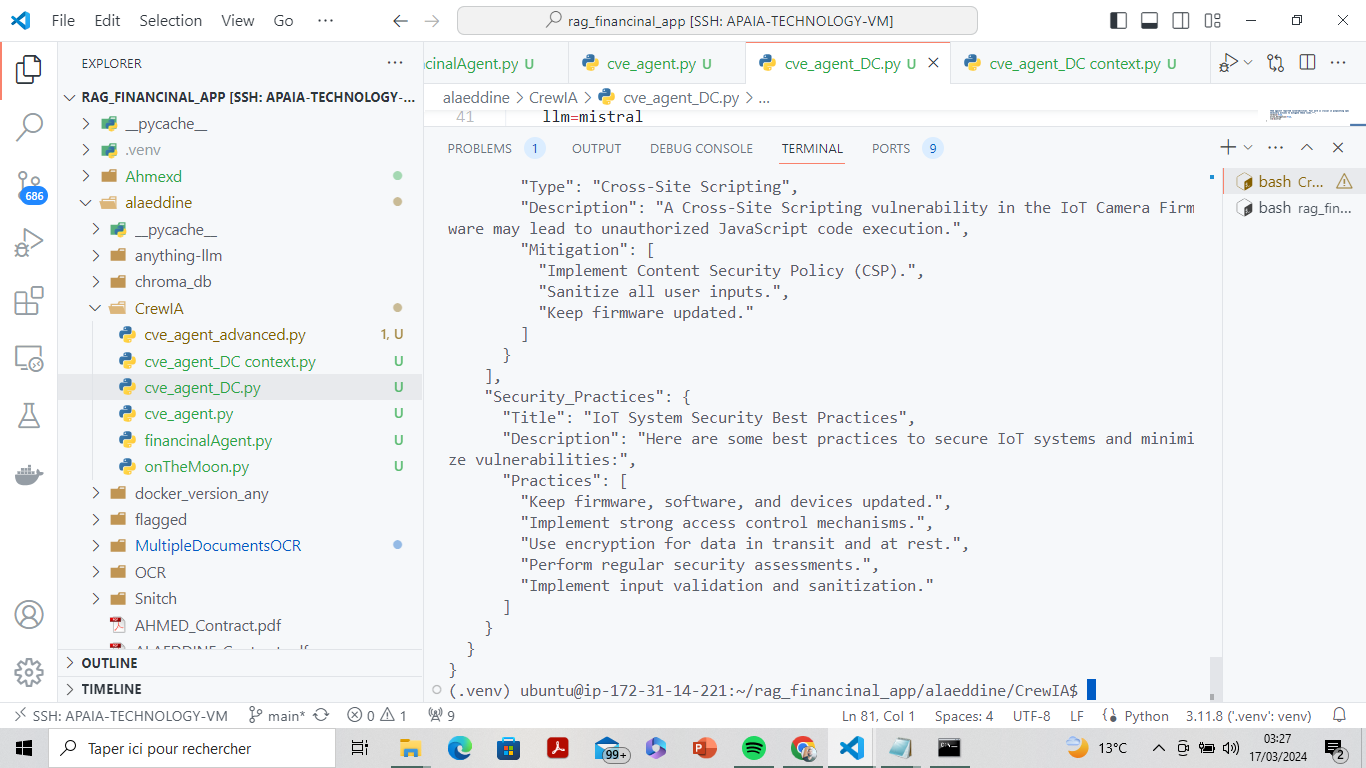 File Edit Selection View Go ···
rag_financinal_app [SSH: APAIA-TECHNOLOGY-VM]
EXPLORER
RAG_FINANCINAL_APP [SSH: APAIA-TECHNOLOGY-...
__pycache__
.venv
Ahmexd
alaeddine
__pycache__
anything-llm
chroma_db
CrewIA
cve_agent_advanced.py 1, U
cve_agent_DC context.py U
cve_agent_DC.py U
cve_agent.py U
financinalAgent.py U
onTheMoon.py U
docker_version_any
flagged
MultipleDocumentsOCR
OCR
Snitch
AHMED_Contract.pdf
OUTLINE
TIMELINE
686
cinalAgent.py U cve_agent.py U cve_agent_DC.py U cve_agent_DC context.py U
alaeddine > CrewIA > cve_agent_DC.py > ...
41 llm=mistral
PROBLEMS 1 OUTPUT DEBUG CONSOLE TERMINAL PORTS 9
"Type": "Cross-Site Scripting",
"Description": "A Cross-Site Scripting vulnerability in the IoT Camera Firm
ware may lead to unauthorized JavaScript code execution.",
"Mitigation": [
"Implement Content Security Policy (CSP).",
"Sanitize all user inputs.",
"Keep firmware updated."
]
}
],
"Security_Practices": {
"Title": "IoT System Security Best Practices",
"Description": "Here are some best practices to secure IoT systems and minimi
ze vulnerabilities:",
"Practices": [
"Keep firmware, software, and devices updated.",
"Implement strong access control mechanisms.",
"Use encryption for data in transit and at rest.",
"Perform regular security assessments.",
"Implement input validation and sanitization."
]
}
}
}
(.venv) ubuntu@ip-172-31-14-221:~/rag_financinal_app/alaeddine/CrewIA$
bash Cr...
bash rag_fin...
SSH: APAIA-TECHNOLOGY-VM main* 0 1 9 Ln 81, Col 1 Spaces: 4 UTF-8 LF Python 3.11.8 ('.venv': venv)
Taper ici pour rechercher
99+
13°C
03:27
17/03/2024
2